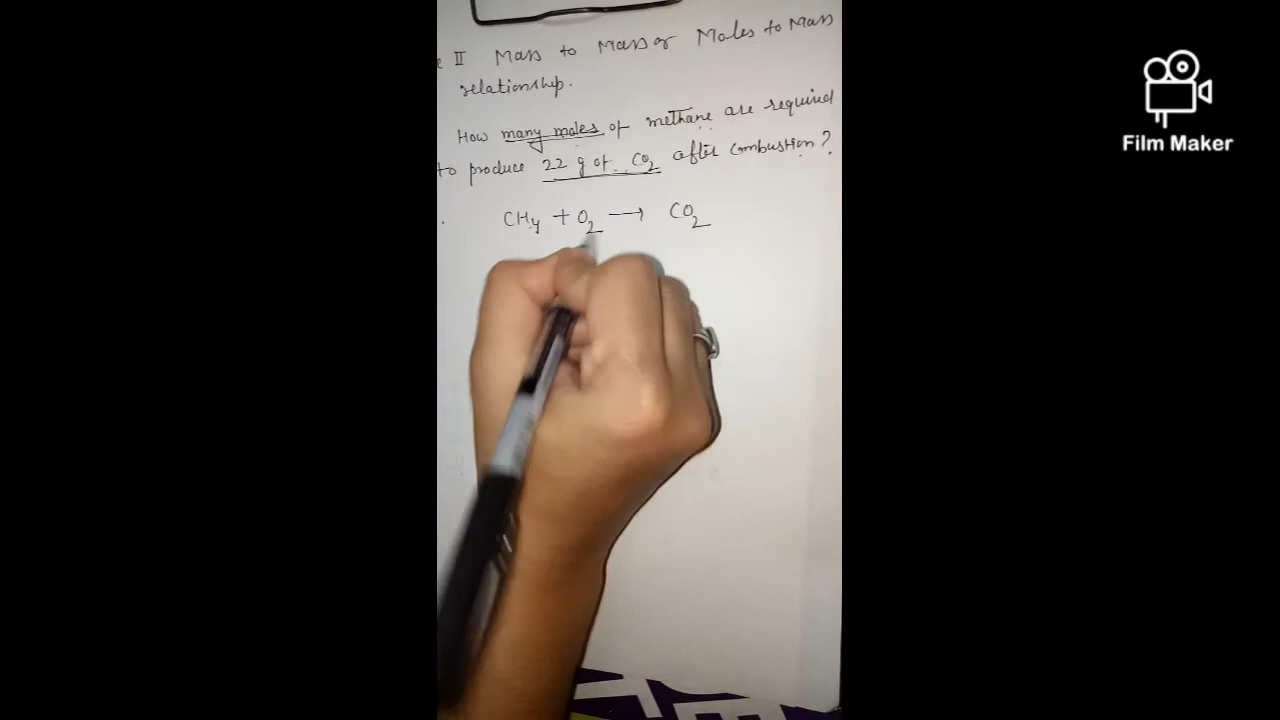 II Mass to Mass or Moles to Mass
relationship.
How many moles of methane are required
to produce 22 g of CO2 after combustion?
CH4 + O2 → CO2
Film Maker